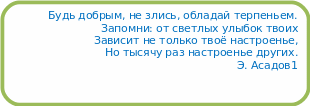 Будь добрым, не злись, обладай терпеньем.
Запомни: от светлых улыбок твоих
Зависит не только твоё настроенье,
Но тысячу раз настроенье других.
Э. Асадов1